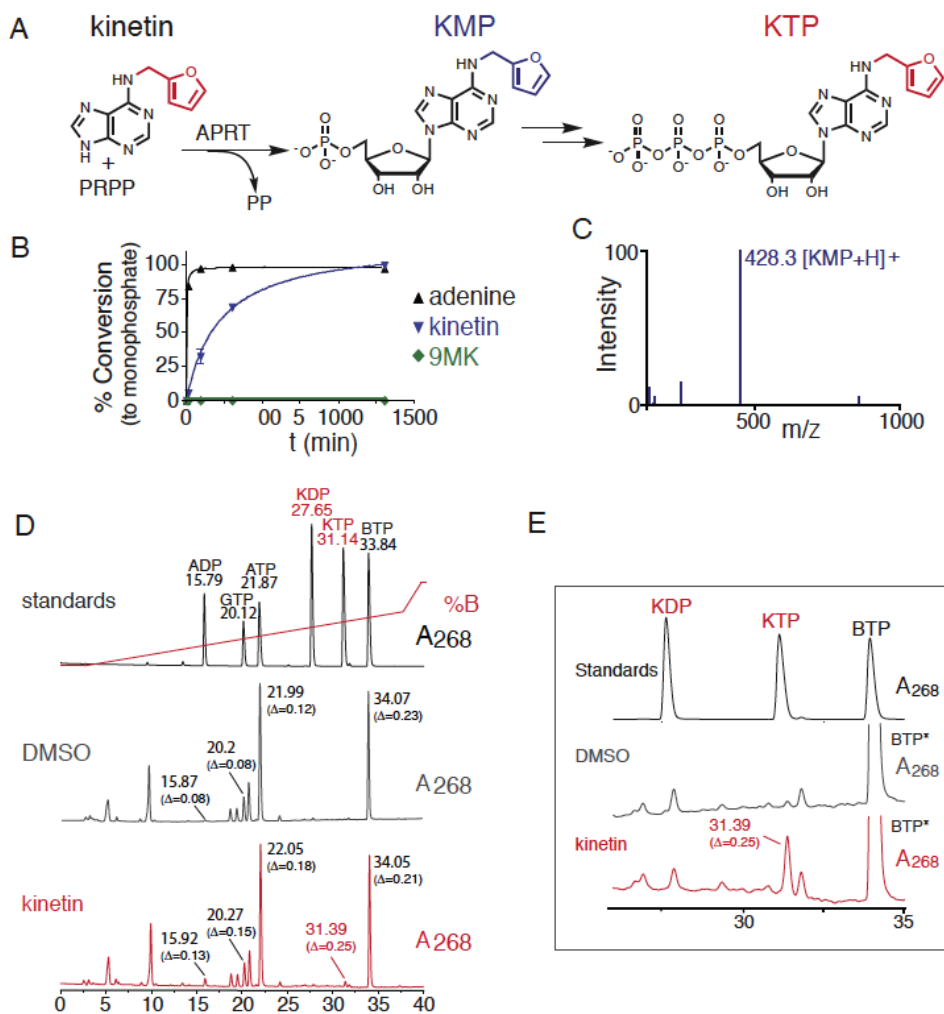 A
kinetin
KMP
KTP
HN
O
N
N
N
N
H
+
PRPP
APRT
PP
O
-O
P
O-
O
O
OH
OH
HN
O
N
N
N
N
O
O
O
-O
P
O
P
O
P
O
O-
O-
O-
O
OH
OH
HN
O
N
N
N
N
B
% Conversion
(to monophosphate)
100
75
50
25
0
0
00
5
1000
1500
t (min)
adenine
kinetin
9MK
C
100
0
Intensity
428.3 [KMP+H] +
500
1000
m/z
D
standards
ADP
15.79
GTP
20.12
ATP
21.87
KDP
27.65
KTP
31.14
BTP
33.84
%B
A268
DMSO
15.87
(Δ=0.08)
20.2
(Δ=0.08)
21.99
(Δ=0.12)
34.07
(Δ=0.23)
A268
kinetin
15.92
(Δ=0.13)
20.27
(Δ=0.15)
22.05
(Δ=0.18)
31.39
(Δ=0.25)
34.05
(Δ=0.21)
A268
0 5 10 15 20 25 30 35 40
E
KDP
KTP
BTP
Standards
A268
DMSO
BTP*
A268
kinetin
31.39
(Δ=0.25)
BTP*
A268
30
35